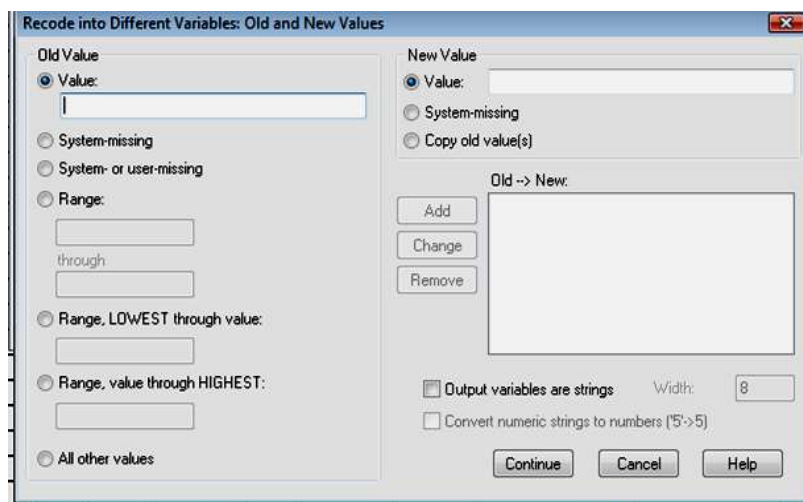 Recode into Different Variables: Old and New Values
Old Value
Value:
System-missing
System- or user-missing
Range:
through
Range, LOWEST through value:
Range, value through HIGHEST:
All other values
New Value
Value:
System-missing
Copy old value(s)
Old --> New:
Add
Change
Remove
Output variables are strings Width: 8
Convert numeric strings to numbers ('5'->5)
Continue Cancel Help